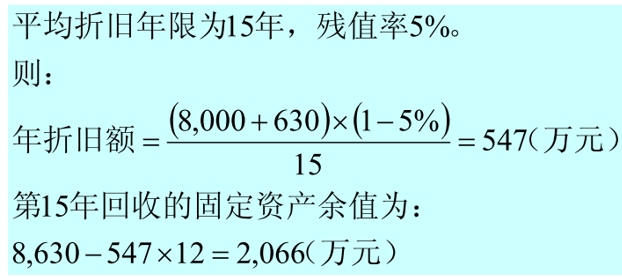 平均折旧年限为15年，残值率5%。
则：
年折旧额 = (8,000+630)×(1−5%) / 15 = 547(万元)
第15年回收的固定资产余值为：
8,630−547×12 = 2,066(万元)